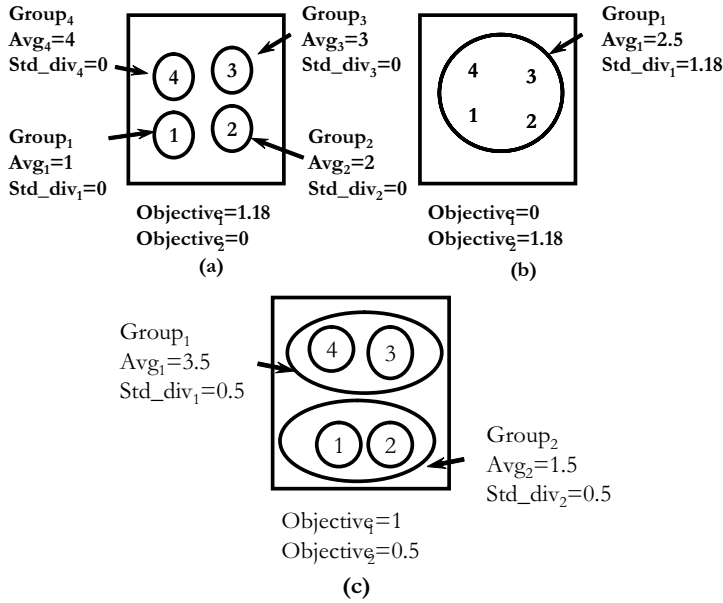 Group₄
Avg₄=4
Std_div₄=0
Group₃
Avg₃=3
Std_div₃=0
4
3
1
2
Group₁
Avg₁=1
Std_div₁=0
Group₂
Avg₂=2
Std_div₂=0
Objective₁=1.18
Objective₂=0
(a)
Group₁
Avg₁=2.5
Std_div₁=1.18
4
3
1
2
Objective₁=0
Objective₂=1.18
(b)
Group₁
Avg₁=3.5
Std_div₁=0.5
4
3
1
2
Group₂
Avg₂=1.5
Std_div₂=0.5
Objective₁=1
Objective₂=0.5
(c)